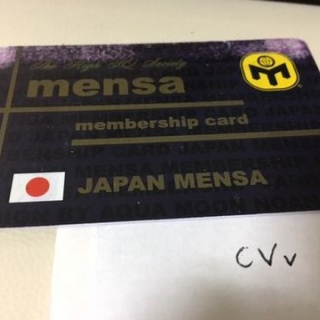 The High IQ Society
mensa
membership card
JAPAN MENSA
CVv